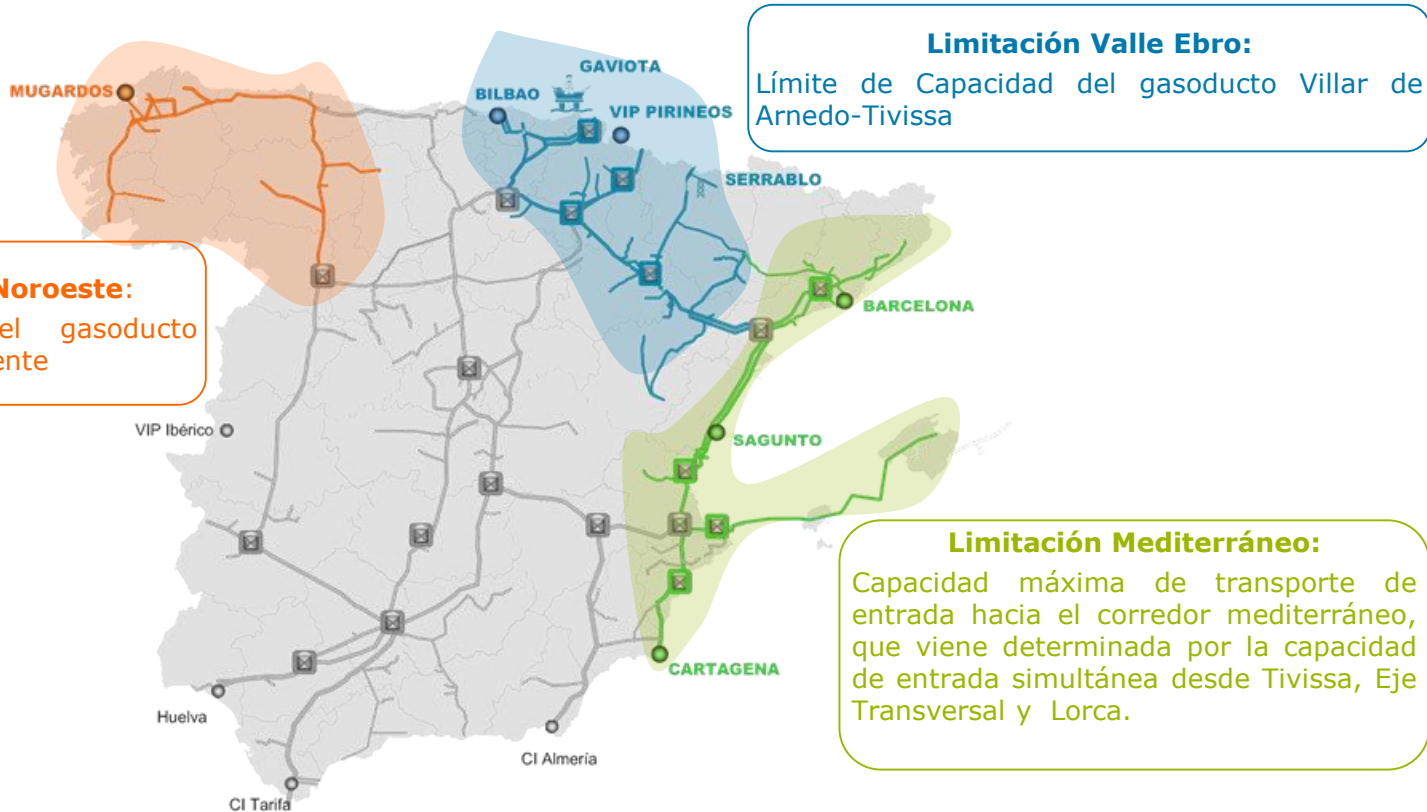 Limitación Valle Ebro:
Límite de Capacidad del gasoducto Villar de
Arnedo-Tivissa
GAVIOTA
MUGARDOS
BILBAO
VIP PIRINEOS
SERRABLO
Noroeste:
el gasoducto
ente
BARCELONA
VIP Ibérico
SAGUNTO
Limitación Mediterráneo:
Capacidad máxima de transporte de
entrada hacia el corredor mediterráneo,
que viene determinada por la capacidad
de entrada simultánea desde Tivissa, Eje
Transversal y Lorca.
CARTAGENA
Huelva
CI Almería
CI Tarifa